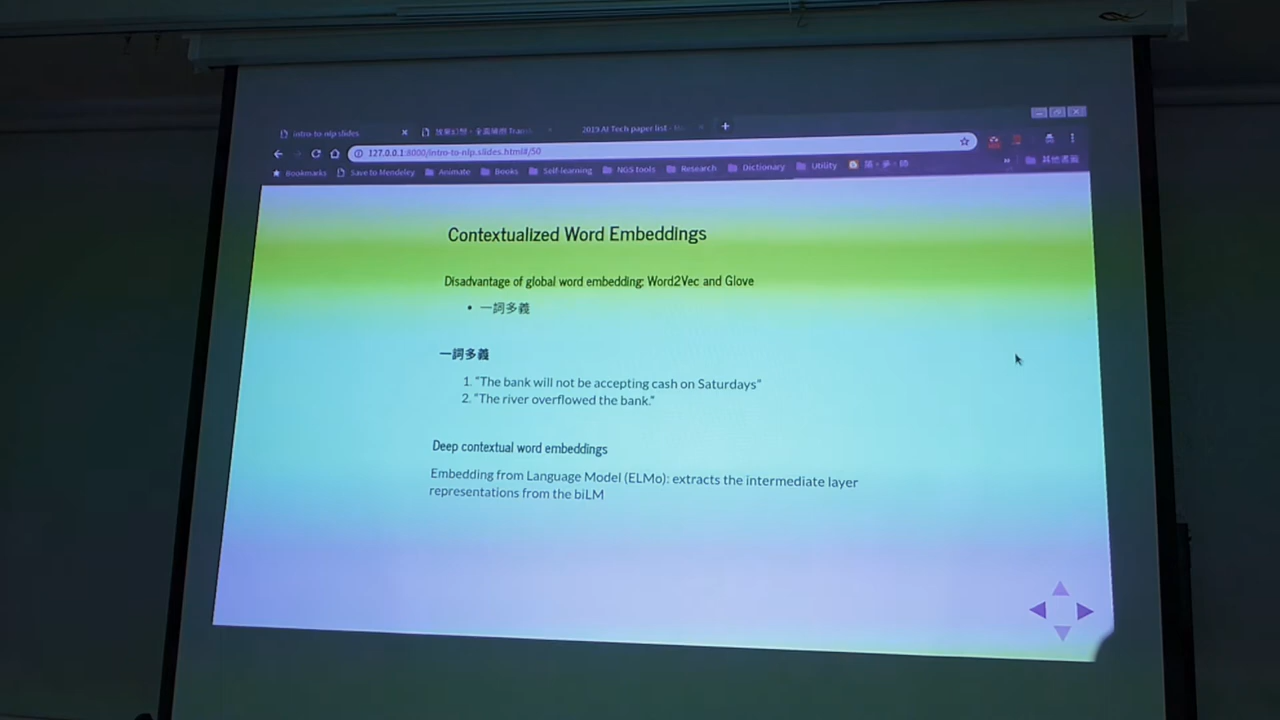 intro-to-nlp.slides
2019 AI Tech paper list -
127.0.0.1:8000/intro-to-nlp.slides.html#/50
Bookmarks Save to Mendeley Animate Books Self-learning NGS tools Research Dictionary Utility 其他書籤
Contextualized Word Embeddings
Disadvantage of global word embedding: Word2Vec and Glove
• 一詞多義
一詞多義
1. "The bank will not be accepting cash on Saturdays"
2. "The river overflowed the bank."
Deep contextual word embeddings
Embedding from Language Model (ELMo): extracts the intermediate layer
representations from the biLM